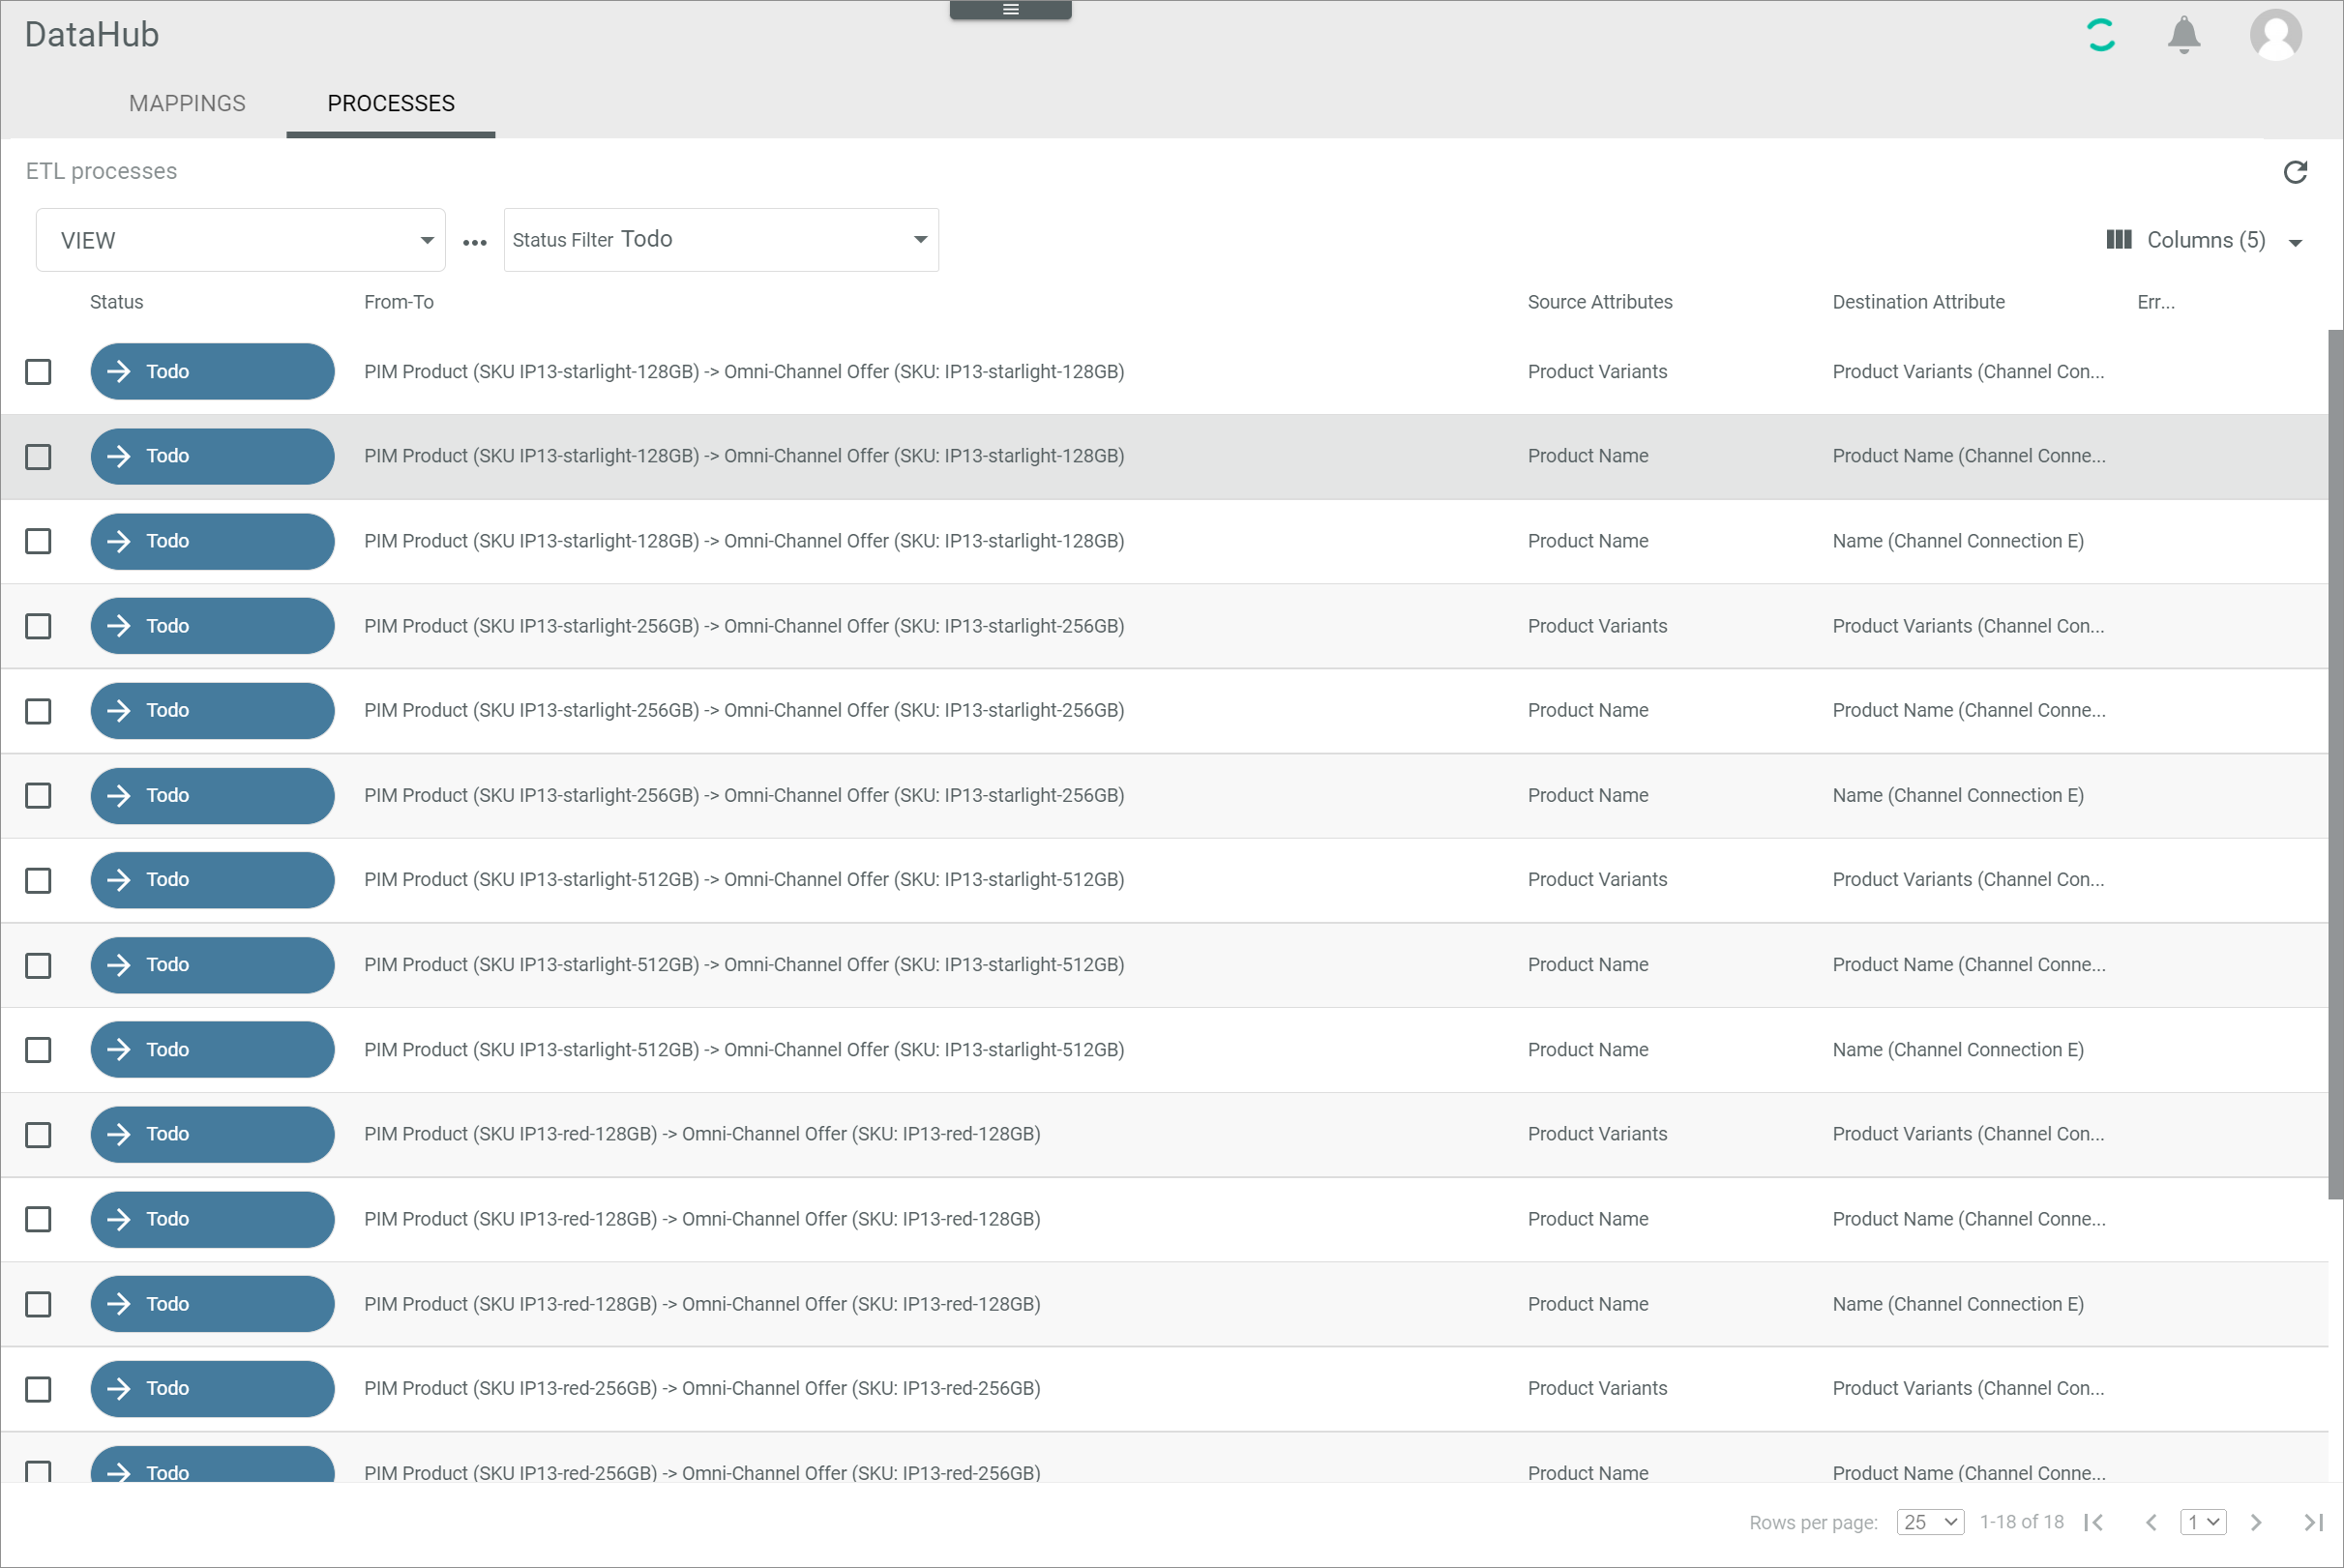 DataHub
MAPPINGS PROCESSES
ETL processes
VIEW Status Filter Todo Columns (5)
Status From-To Source Attributes Destination Attribute Err...
Todo PIM Product (SKU IP13-starlight-128GB) -> Omni-Channel Offer (SKU: IP13-starlight-128GB) Product Variants Product Variants (Channel Con...
Todo PIM Product (SKU IP13-starlight-128GB) -> Omni-Channel Offer (SKU: IP13-starlight-128GB) Product Name Product Name (Channel Conne...
Todo PIM Product (SKU IP13-starlight-128GB) -> Omni-Channel Offer (SKU: IP13-starlight-128GB) Product Name Name (Channel Connection E)
Todo PIM Product (SKU IP13-starlight-256GB) -> Omni-Channel Offer (SKU: IP13-starlight-256GB) Product Variants Product Variants (Channel Con...
Todo PIM Product (SKU IP13-starlight-256GB) -> Omni-Channel Offer (SKU: IP13-starlight-256GB) Product Name Product Name (Channel Conne...
Todo PIM Product (SKU IP13-starlight-256GB) -> Omni-Channel Offer (SKU: IP13-starlight-256GB) Product Name Name (Channel Connection E)
Todo PIM Product (SKU IP13-starlight-512GB) -> Omni-Channel Offer (SKU: IP13-starlight-512GB) Product Variants Product Variants (Channel Con...
Todo PIM Product (SKU IP13-starlight-512GB) -> Omni-Channel Offer (SKU: IP13-starlight-512GB) Product Name Product Name (Channel Conne...
Todo PIM Product (SKU IP13-starlight-512GB) -> Omni-Channel Offer (SKU: IP13-starlight-512GB) Product Name Name (Channel Connection E)
Todo PIM Product (SKU IP13-red-128GB) -> Omni-Channel Offer (SKU: IP13-red-128GB) Product Variants Product Variants (Channel Con...
Todo PIM Product (SKU IP13-red-128GB) -> Omni-Channel Offer (SKU: IP13-red-128GB) Product Name Product Name (Channel Conne...
Todo PIM Product (SKU IP13-red-128GB) -> Omni-Channel Offer (SKU: IP13-red-128GB) Product Name Name (Channel Connection E)
Todo PIM Product (SKU IP13-red-256GB) -> Omni-Channel Offer (SKU: IP13-red-256GB) Product Variants Product Variants (Channel Con...
Todo PIM Product (SKU IP13-red-256GB) -> Omni-Channel Offer (SKU: IP13-red-256GB) Product Name Product Name (Channel Conne...
Rows per page: 25 1-18 of 18 1